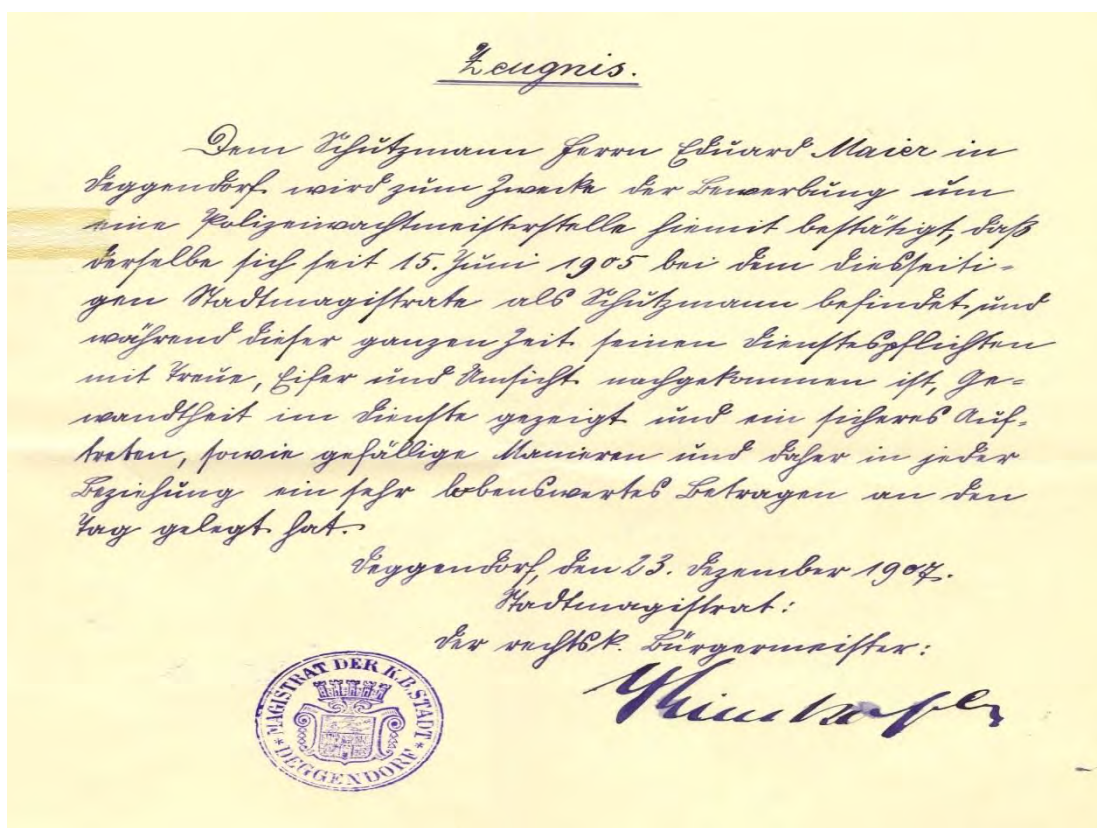 Zeugnis.
Dem Schutzmann Herrn Eduard Maier in
Deggendorf wird zum Zwecke der Bewerbung um
eine Polizeiwachtmeisterstelle hiemit bestätigt, daß
derselbe sich seit 15. Juni 1905 bei dem diesseiti-
gen Stadtmagistrate als Schutzmann befindet und
während dieser ganzen Zeit seinen Dienstespflichten
mit Treue, Eifer und Umsicht nachgekommen ist, Ge-
wandtheit im Dienste gezeigt und ein sicheres Auf-
treten, sowie gefällige Manieren und daher in jeder
Beziehung ein sehr lobenswertes Betragen an den
Tag gelegt hat.
Deggendorf, den 23. Dezember 1907.
Stadtmagistrat:
Der rechtsk. Bürgermeister:
MAGISTRAT DER K. B. STADT
DEGGENDORF